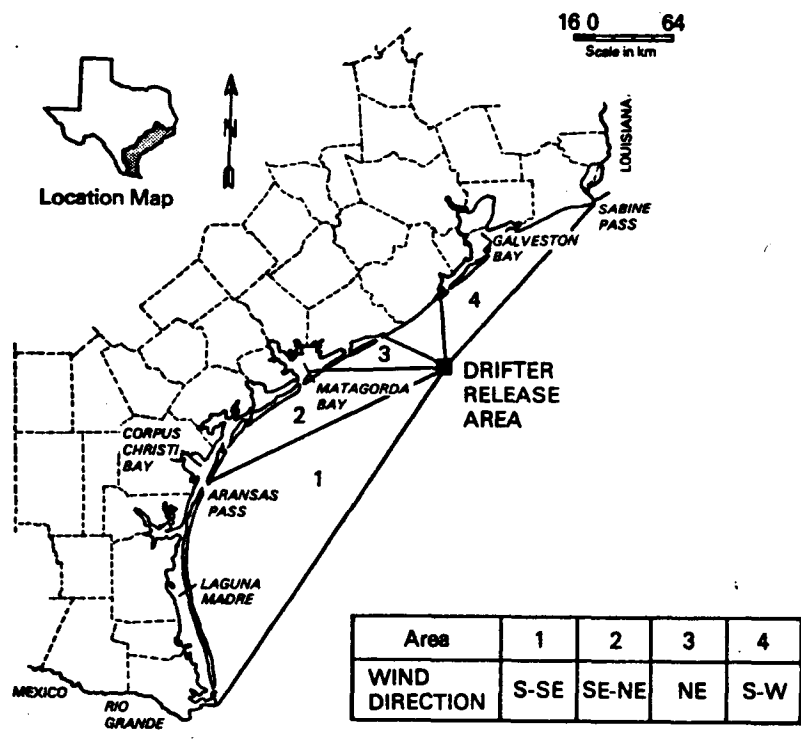 16 0 64
Scale in km
N
Location Map
LOUISIANA
SABINE
PASS
GALVESTON
BAY
4
3
DRIFTER
RELEASE
AREA
MATAGORDA
BAY
2
CORPUS
CHRISTI
BAY
1
ARANSAS
PASS
LAGUNA
MADRE
MEXICO
RIO
GRANDE
Area 1 2 3 4
WIND
DIRECTION S-SE SE-NE NE S-W